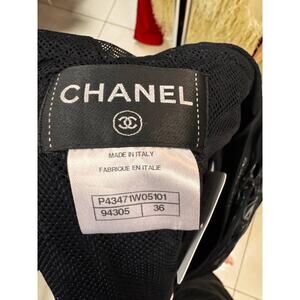 CHANEL
MADE IN ITALY
FABRIQUE EN ITALIE
P43471W05101
94305 36